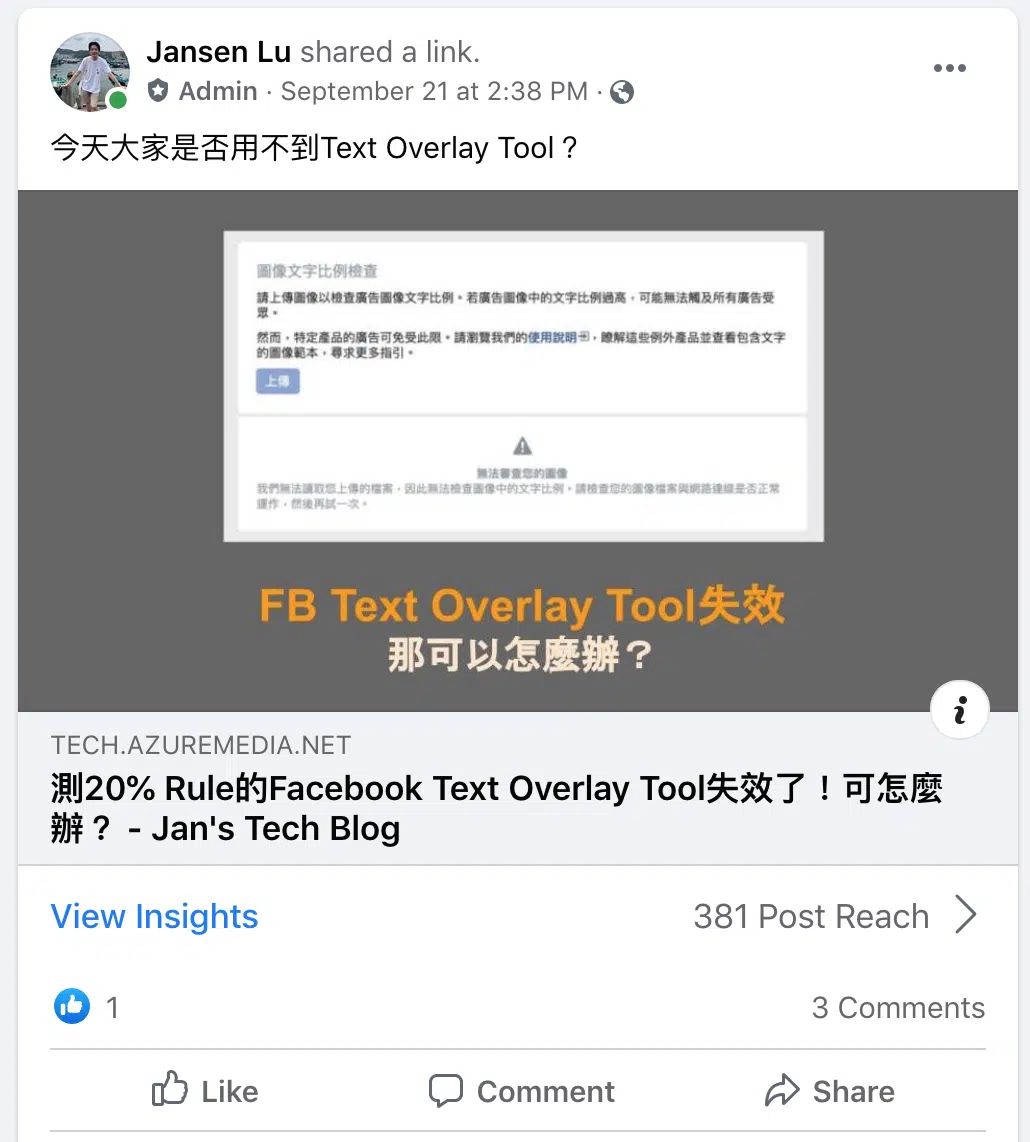 Jansen Lu shared a link.
Admin · September 21 at 2:38 PM ·
今天大家是否用不到Text Overlay Tool？
圖像文字比例檢查
請上傳圖像以檢查廣告圖像文字比例。若廣告圖像中的文字比例過高，可能無法觸及所有廣告受
眾。
然而，特定產品的廣告可免受此限。請瀏覽我們的使用說明，瞭解這些例外產品並查看包含文字
的圖像範本，尋求更多指引。
上傳
無法審查您的圖像
我們無法讀取您上傳的檔案，因此無法檢查圖像中的文字比例。請檢查您的圖像檔案與網路連線是否正常
運作，然後再試一次。
FB Text Overlay Tool失效
那可以怎麼辦？
TECH.AZUREMEDIA.NET
測20% Rule的Facebook Text Overlay Tool失效了！可怎麼
辦？ - Jan's Tech Blog
View Insights 381 Post Reach
1 3 Comments
Like Comment Share